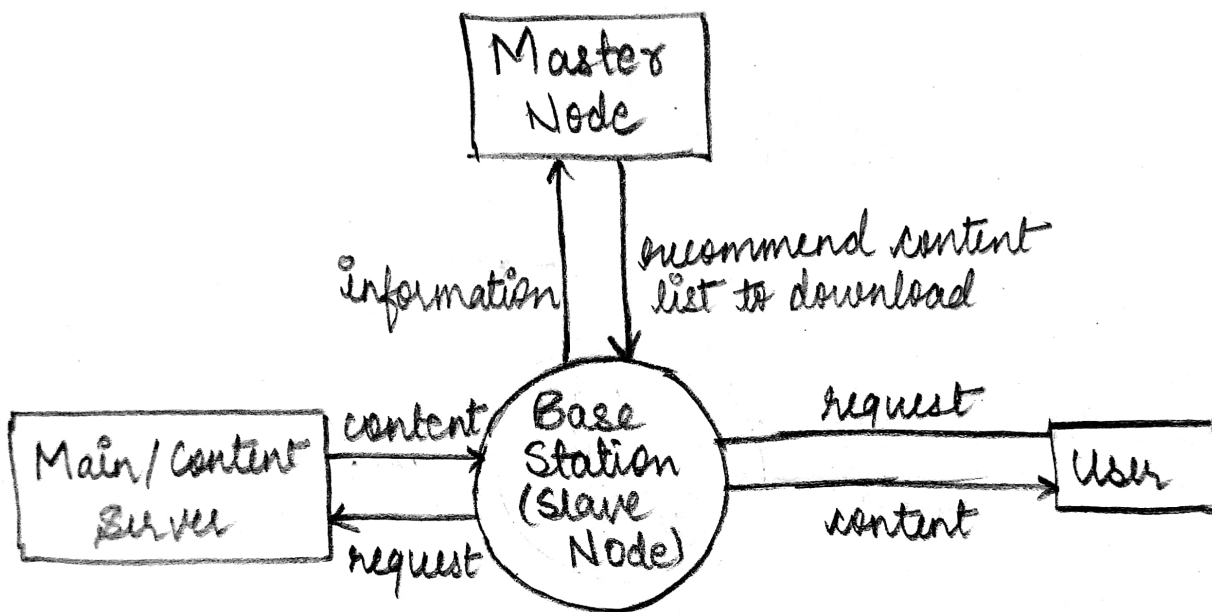 Master
Node
information
recommend content
list to download
Main/Content
Server
content
request
Base
Station
(Slave
Node)
request
content
User